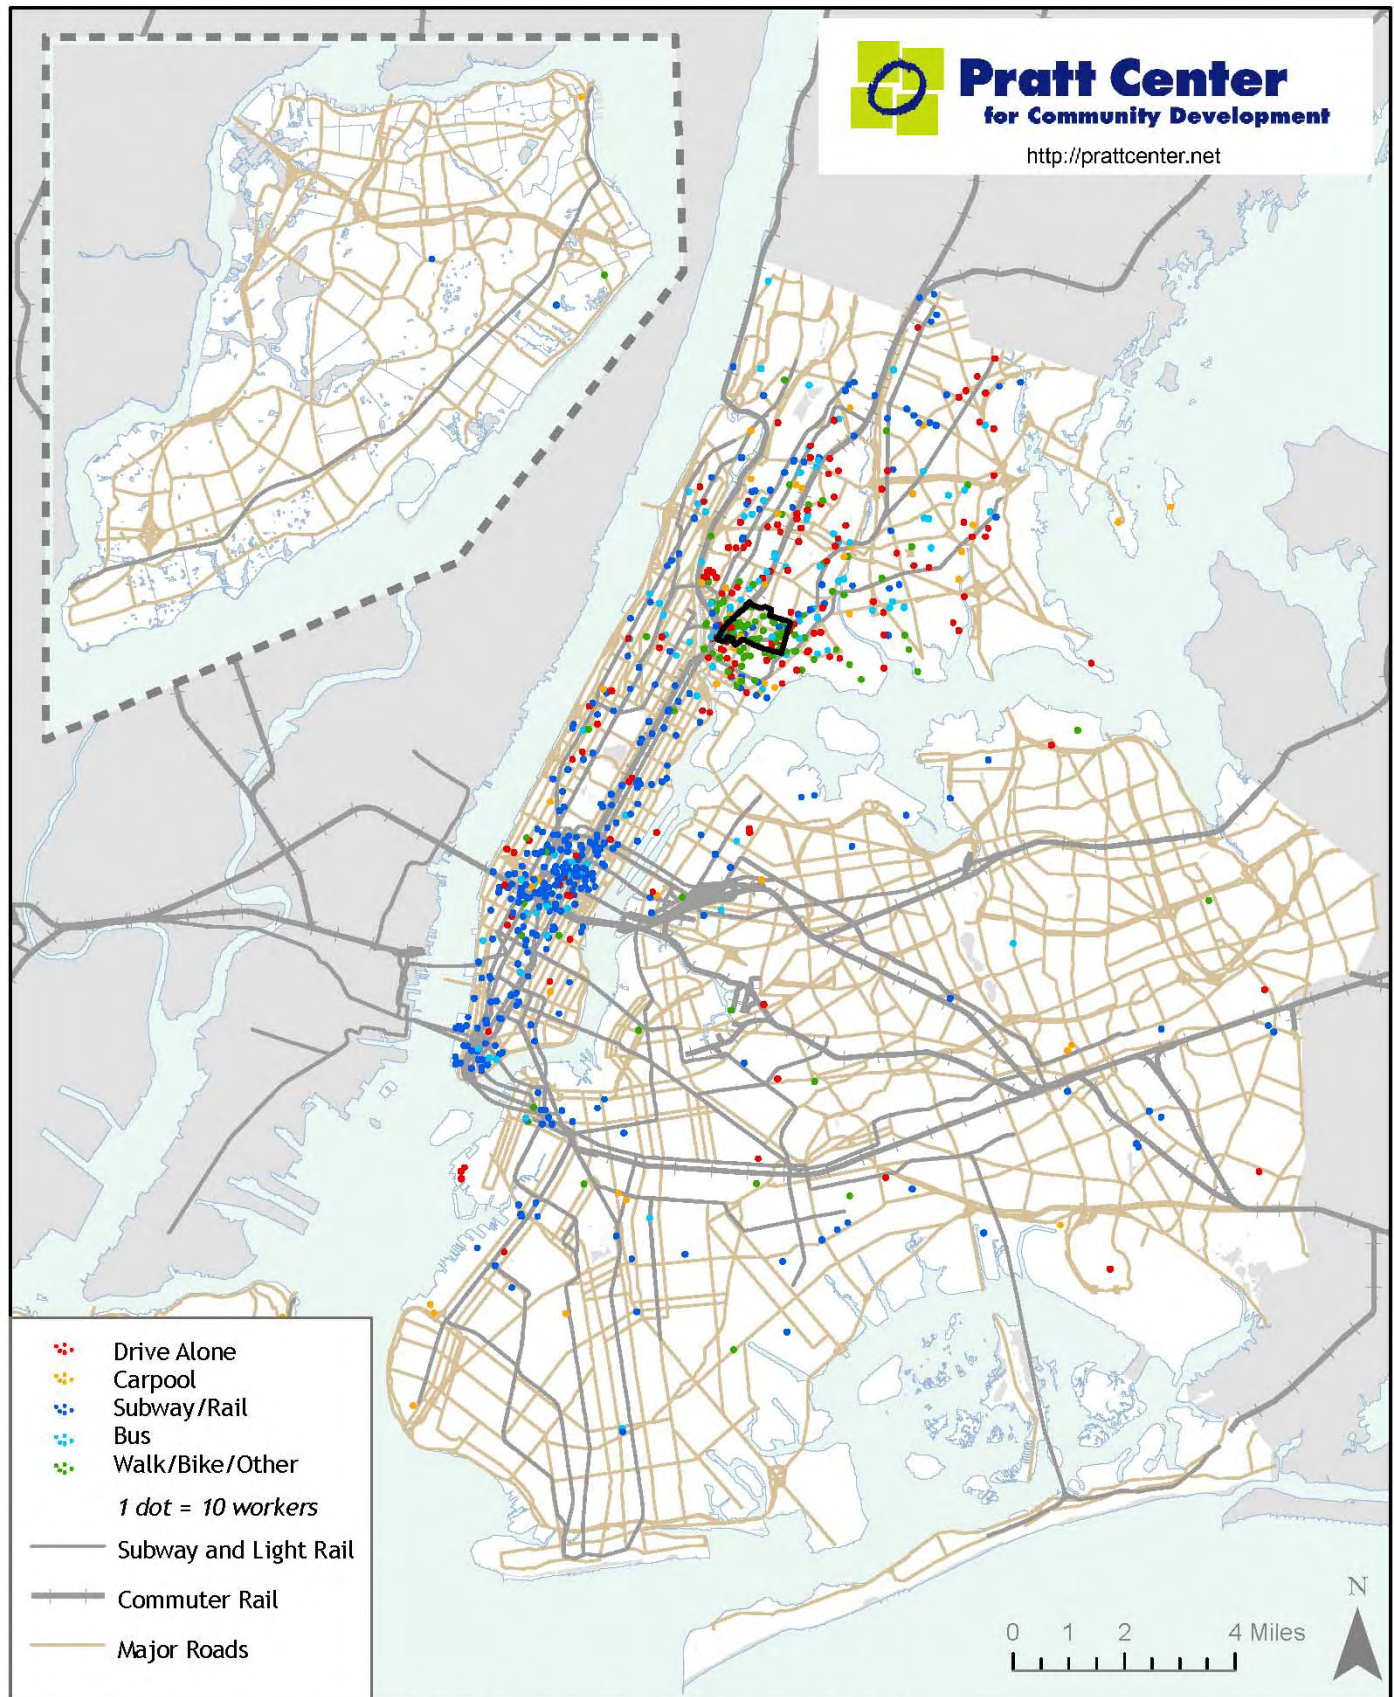 Pratt Center
for Community Development
http://prattcenter.net
Drive Alone
Carpool
Subway/Rail
Bus
Walk/Bike/Other
1 dot = 10 workers
Subway and Light Rail
Commuter Rail
Major Roads
N
0 1 2 4 Miles